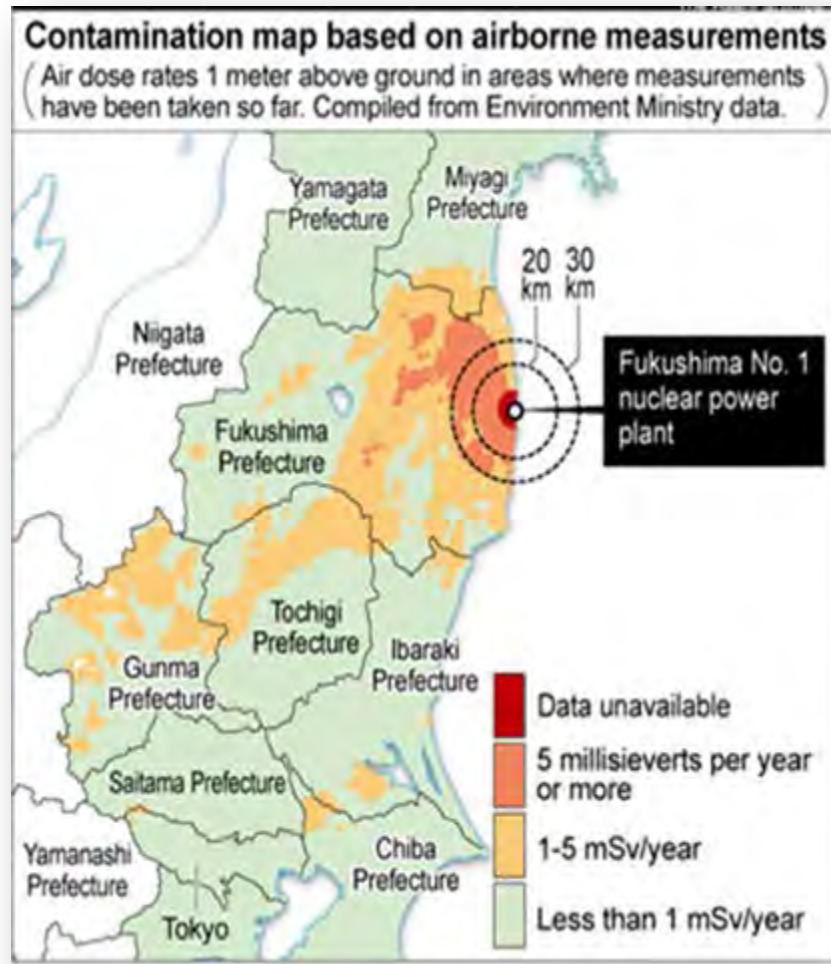 Contamination map based on airborne measurements
(Air dose rates 1 meter above ground in areas where measurements
have been taken so far. Compiled from Environment Ministry data.)
Yamagata
Prefecture
Miyagi
Prefecture
20
km
30
km
Niigata
Prefecture
Fukushima No. 1
nuclear power
plant
Fukushima
Prefecture
Tochigi
Prefecture
Ibaraki
Prefecture
Gunma
Prefecture
Saitama Prefecture
Yamanashi
Prefecture
Chiba
Prefecture
Tokyo
Data unavailable
5 millisieverts per year
or more
1-5 mSv/year
Less than 1 mSv/year